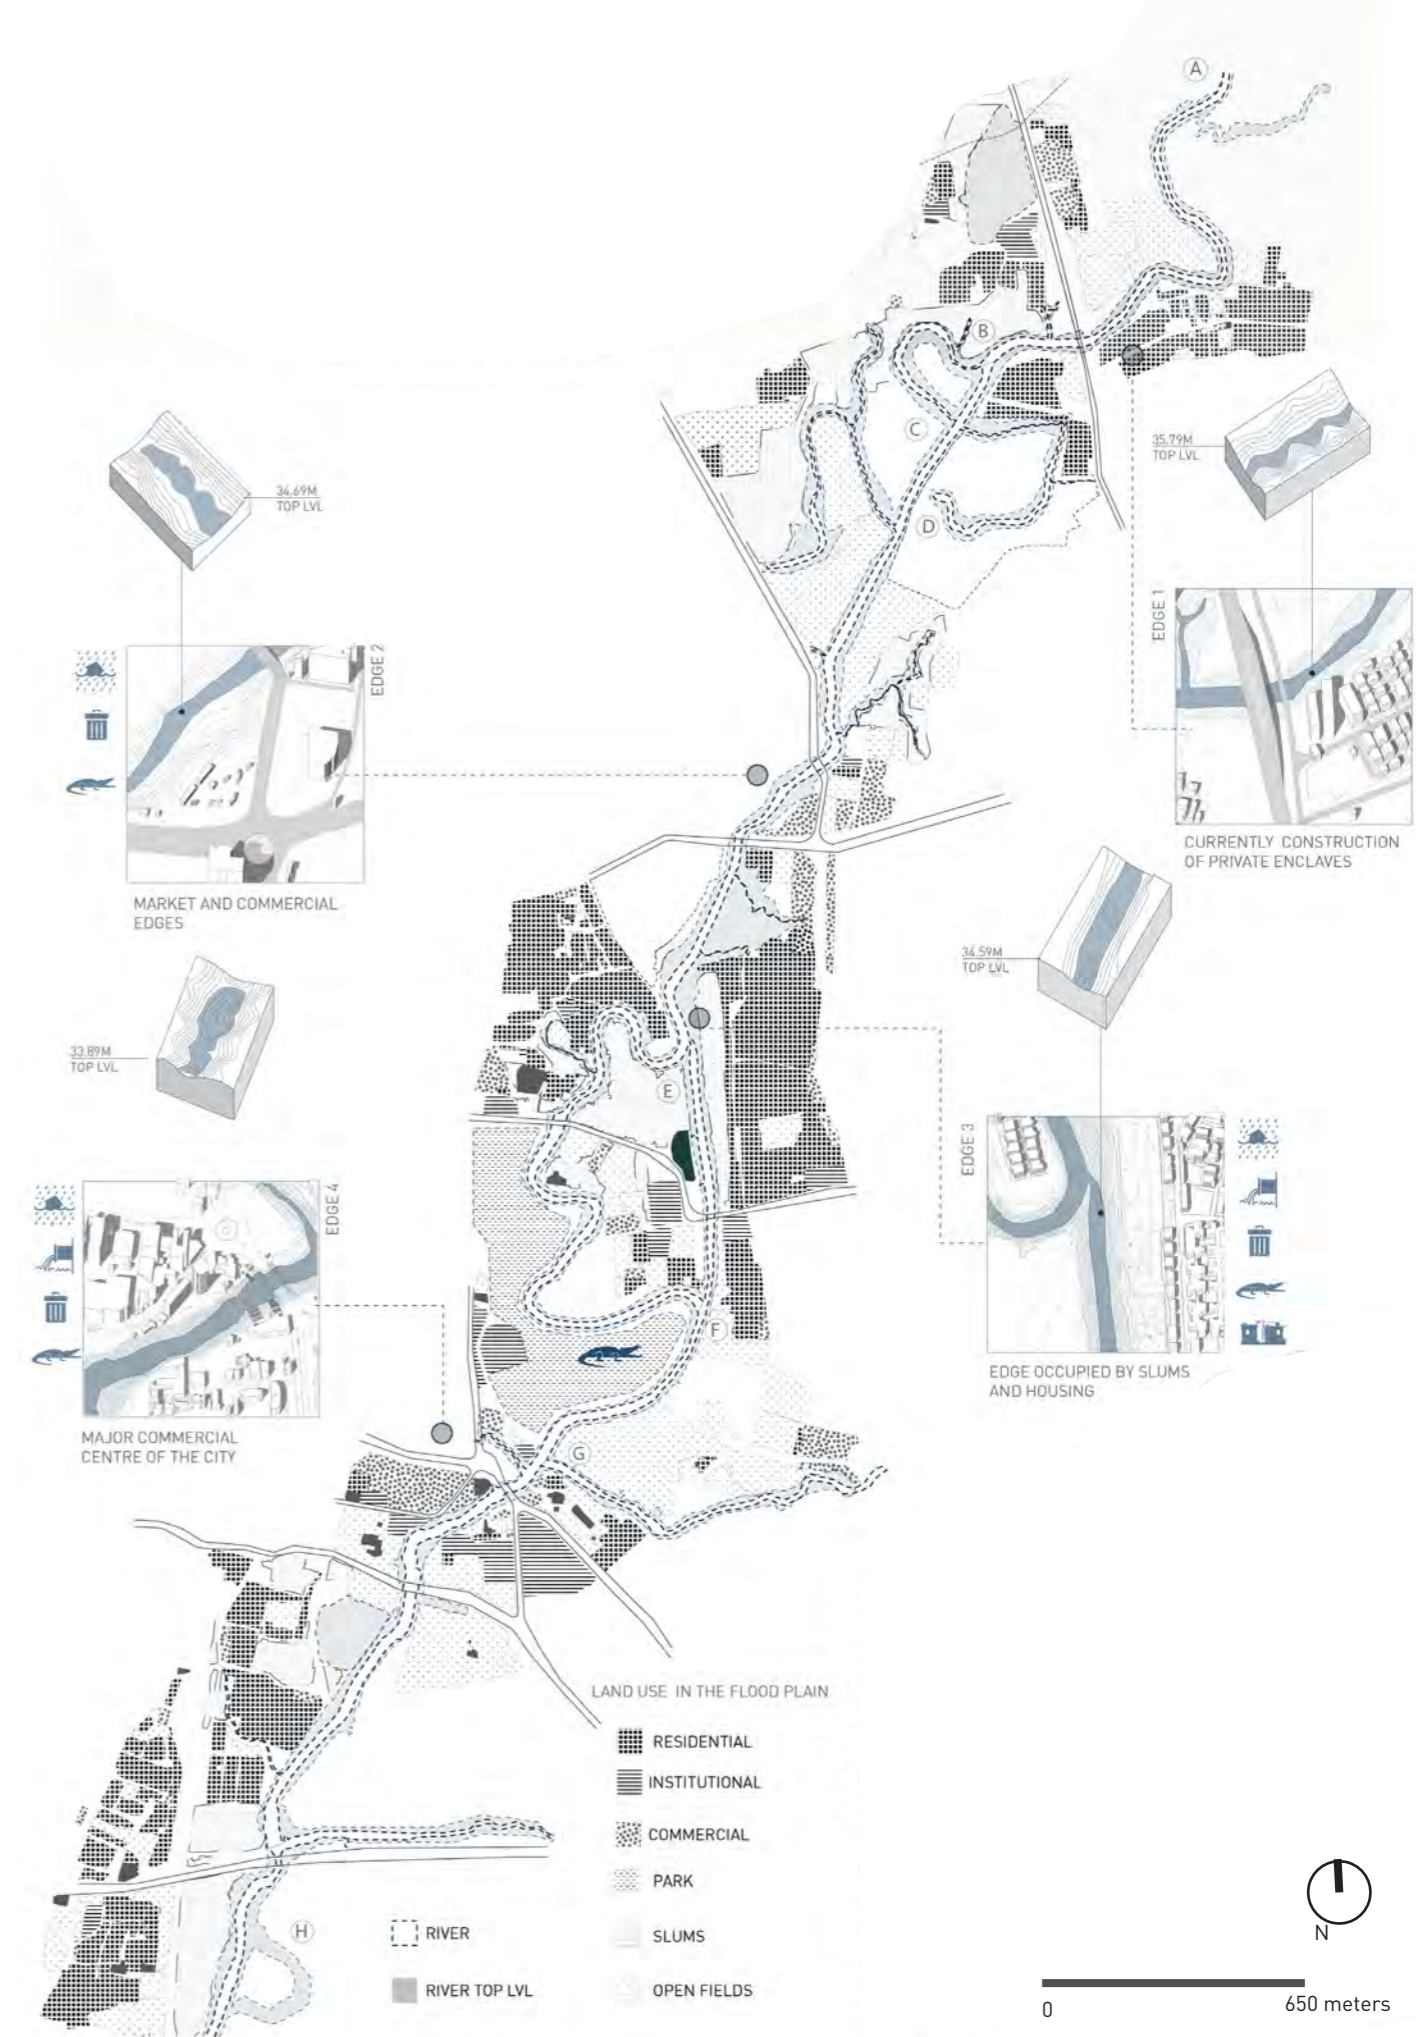 A
B
C
D
35.79M
TOP LVL
34.69M
TOP LVL
EDGE 1
EDGE 2
CURRENTLY CONSTRUCTION
OF PRIVATE ENCLAVES
MARKET AND COMMERCIAL
EDGES
34.59M
TOP LVL
33.89M
TOP LVL
E
EDGE 3
EDGE 4
G
F
EDGE OCCUPIED BY SLUMS
AND HOUSING
MAJOR COMMERCIAL
CENTRE OF THE CITY
G
LAND USE IN THE FLOOD PLAIN
RESIDENTIAL
INSTITUTIONAL
COMMERCIAL
PARK
SLUMS
OPEN FIELDS
RIVER
RIVER TOP LVL
H
N
0
650 meters